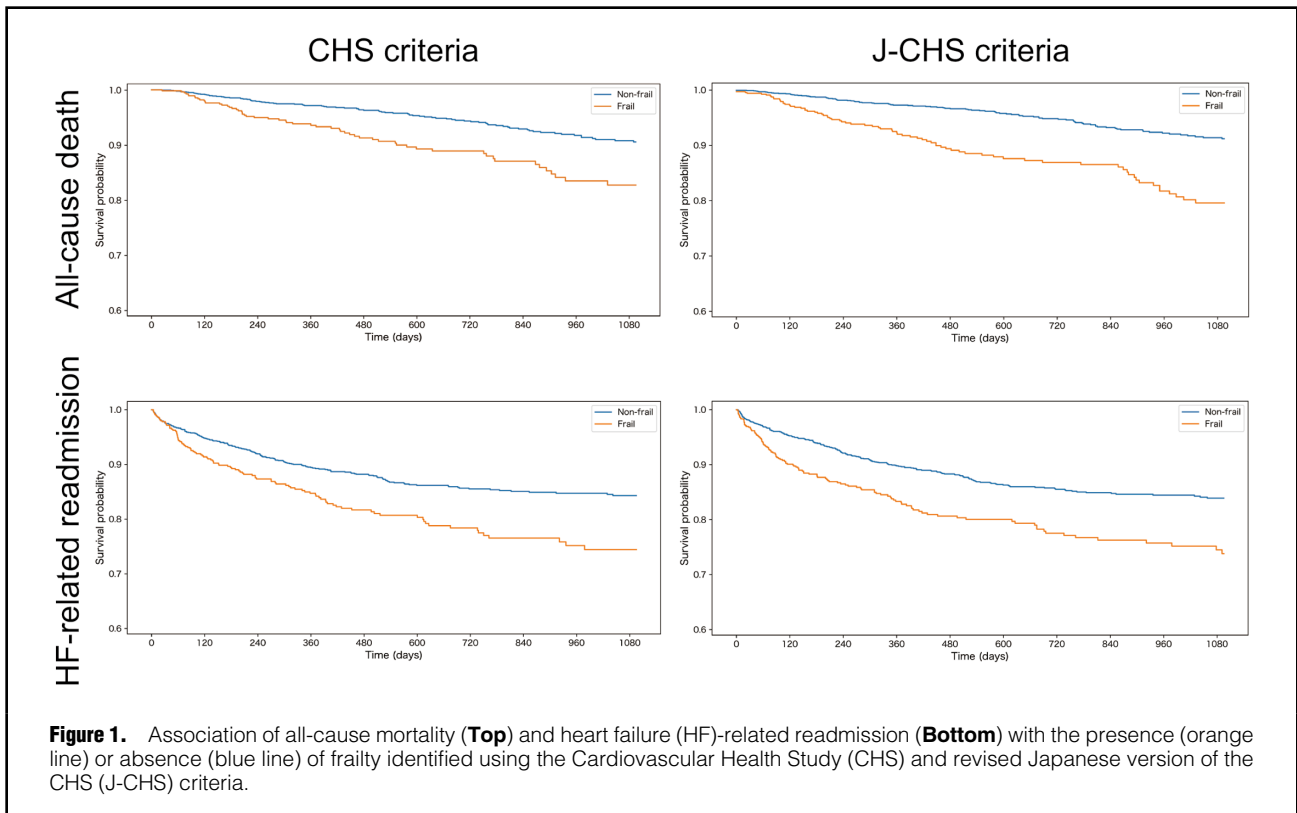 CHS criteria
J-CHS criteria
All-cause death
1.0
0.9
0.8
0.7
0.6
Survival probability
Non-frail
Frail
0 120 240 360 480 600 720 840 960 1080
Time (days)
1.0
0.9
0.8
0.7
0.6
Survival probability
Non-frail
Frail
0 120 240 360 480 600 720 840 960 1080
Time (days)
HF-related readmission
1.0
0.9
0.8
0.7
0.6
Survival probability
Non-frail
Frail
0 120 240 360 480 600 720 840 960 1080
Time (days)
1.0
0.9
0.8
0.7
0.6
Survival probability
Non-frail
Frail
0 120 240 360 480 600 720 840 960 1080
Time (days)
Figure 1. Association of all-cause mortality (Top) and heart failure (HF)-related readmission (Bottom) with the presence (orange
line) or absence (blue line) of frailty identified using the Cardiovascular Health Study (CHS) and revised Japanese version of the
CHS (J-CHS) criteria.